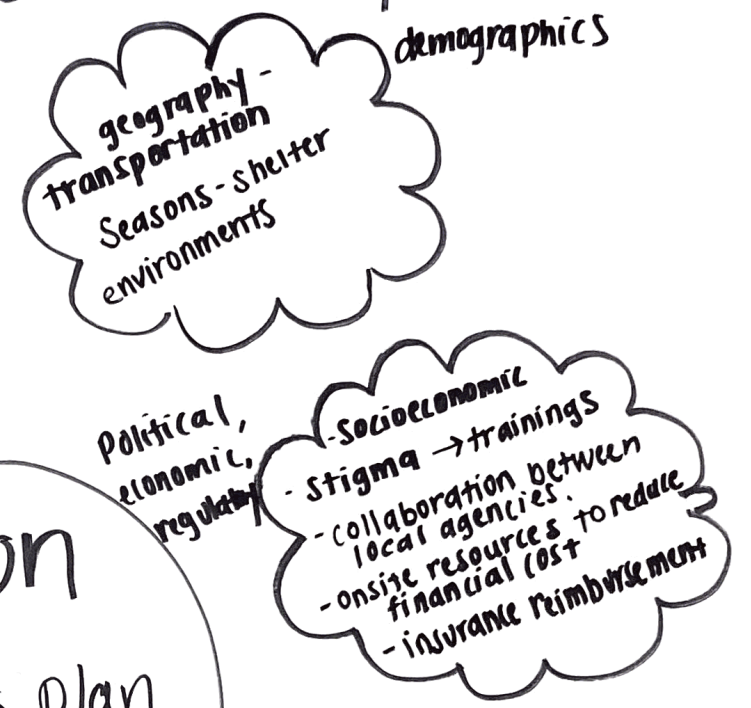 demographics
geography -
transportation
Seasons - shelter
environments
Political,
economic,
regulatory
- Socioeconomic
- stigma → trainings
- collaboration between
local agencies.
- onsite resources to reduce
financial cost
- insurance reimbursement
on
plan